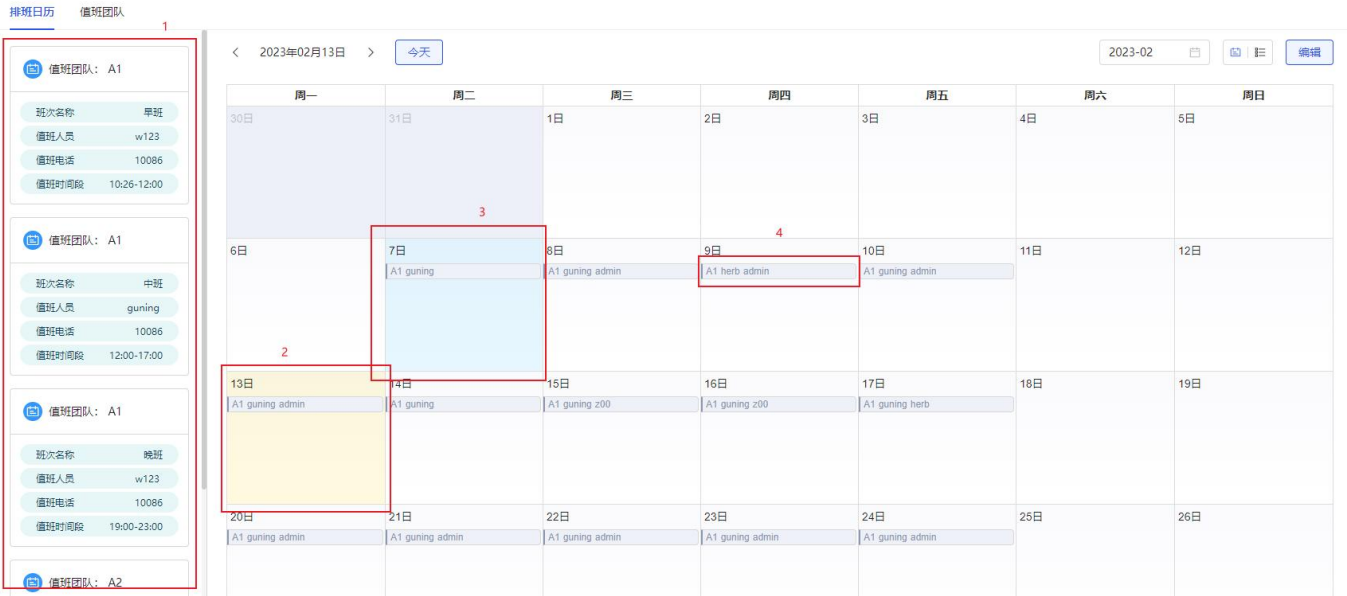 排班日历 值班团队
1
值班团队： A1
班次名称 早班
值班人员 w123
值班电话 10086
值班时间段 10:26-12:00
值班团队： A1
班次名称 中班
值班人员 guning
值班电话 10086
值班时间段 12:00-17:00
值班团队： A1
班次名称 晚班
值班人员 w123
值班电话 10086
值班时间段 19:00-23:00
值班团队： A2
2023年02月13日 今天 2023-02 编辑
周一 周二 周三 周四 周五 周六 周日
30日 31日 1日 2日 3日 4日 5日
3
4
6日 7日 8日 9日 10日 11日 12日
A1 guning A1 guning admin A1 herb admin A1 guning admin
2
13日 14日 15日 16日 17日 18日 19日
A1 guning admin A1 guning A1 guning z00 A1 guning z00 A1 guning herb
20日 21日 22日 23日 24日 25日 26日
A1 guning admin A1 guning admin A1 guning admin A1 guning admin A1 guning admin